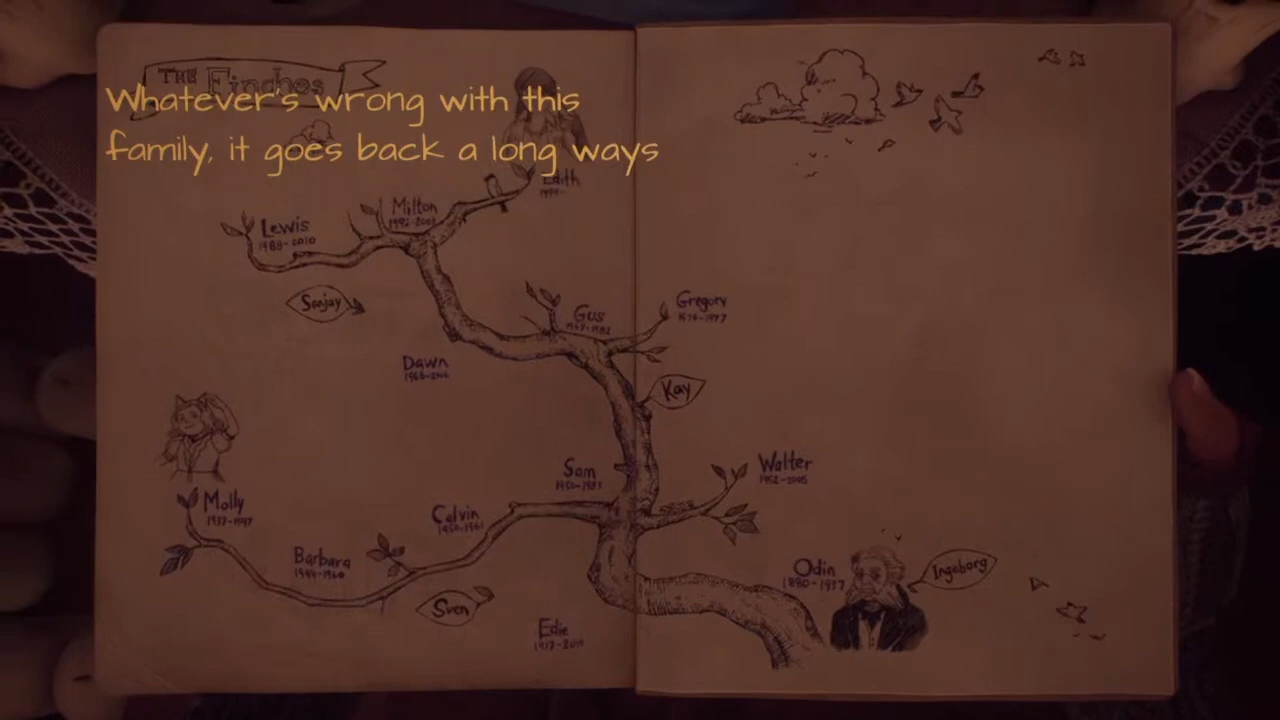 THE Finches
Whatever's wrong with this
family, it goes back a long ways
Edith
Milton
Lewis
1988-2010
Sanjay
Gus
Gregory
Dawn
Kay
Sam
Walter
Molly
Calvin
Barbara
Sven
Odin
1880-1937
Ingeborg
Edie